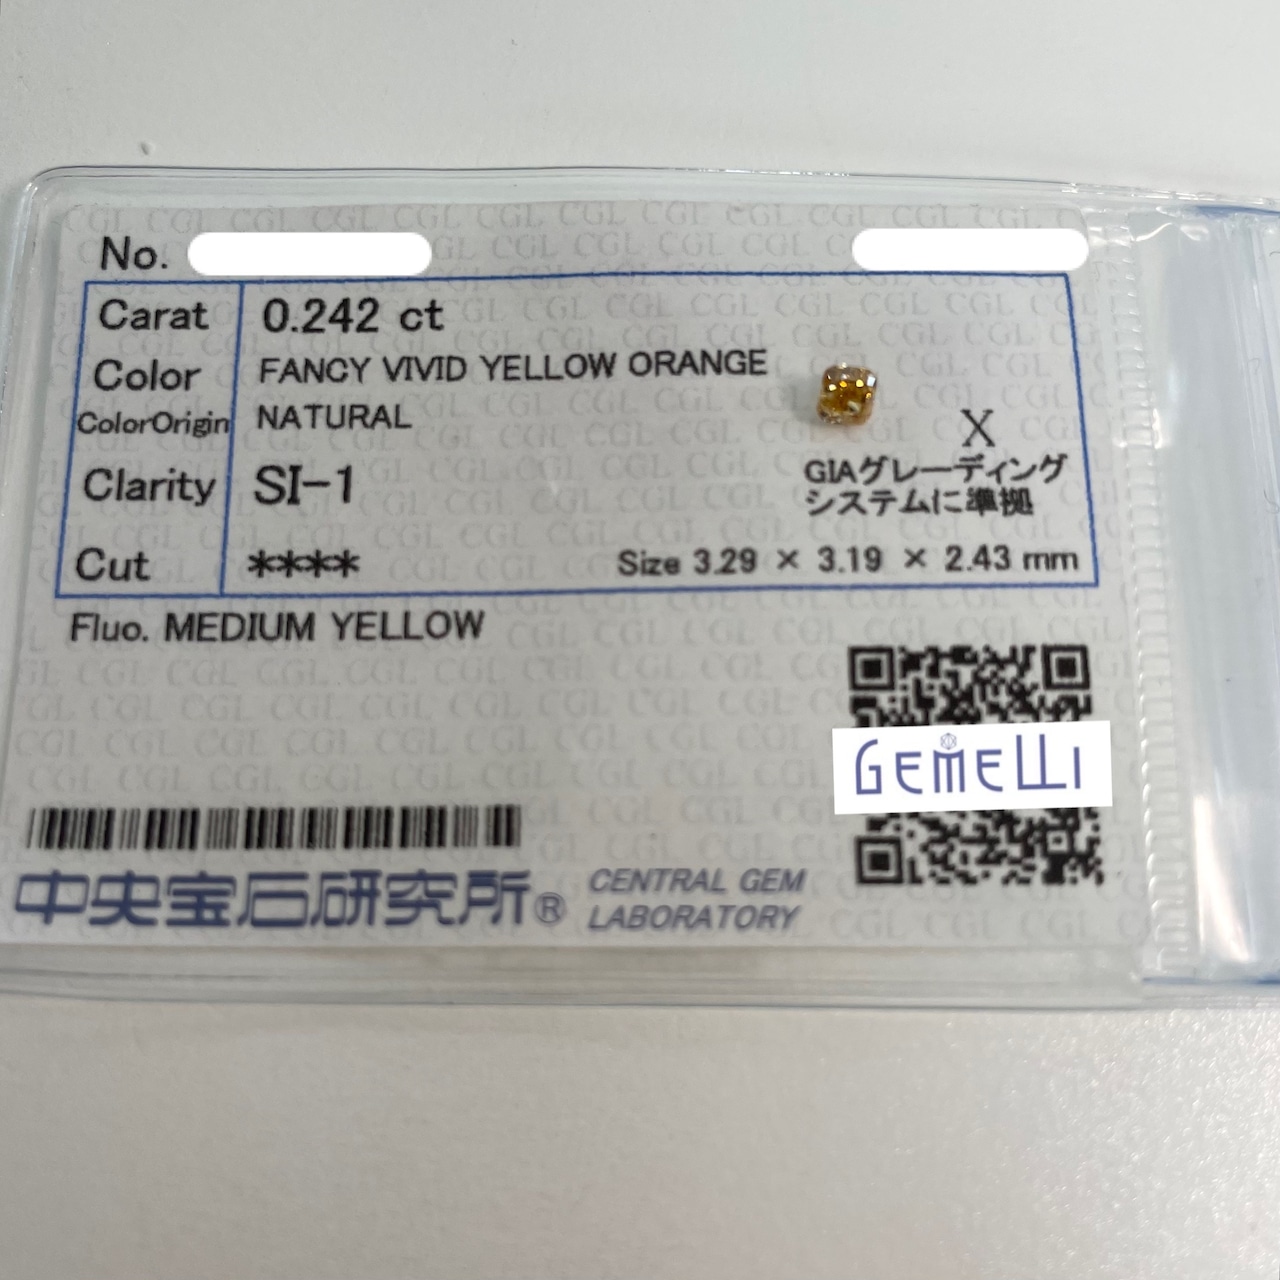 No.
Carat 0.242 ct
Color FANCY VIVID YELLOW ORANGE
ColorOrigin NATURAL
X
Clarity SI-1
GIAグレーディング
システムに準拠
Cut **** Size 3.29 × 3.19 × 2.43 mm
Fluo. MEDIUM YELLOW
GEMELLI
中央宝石研究所® CENTRAL GEM
LABORATORY